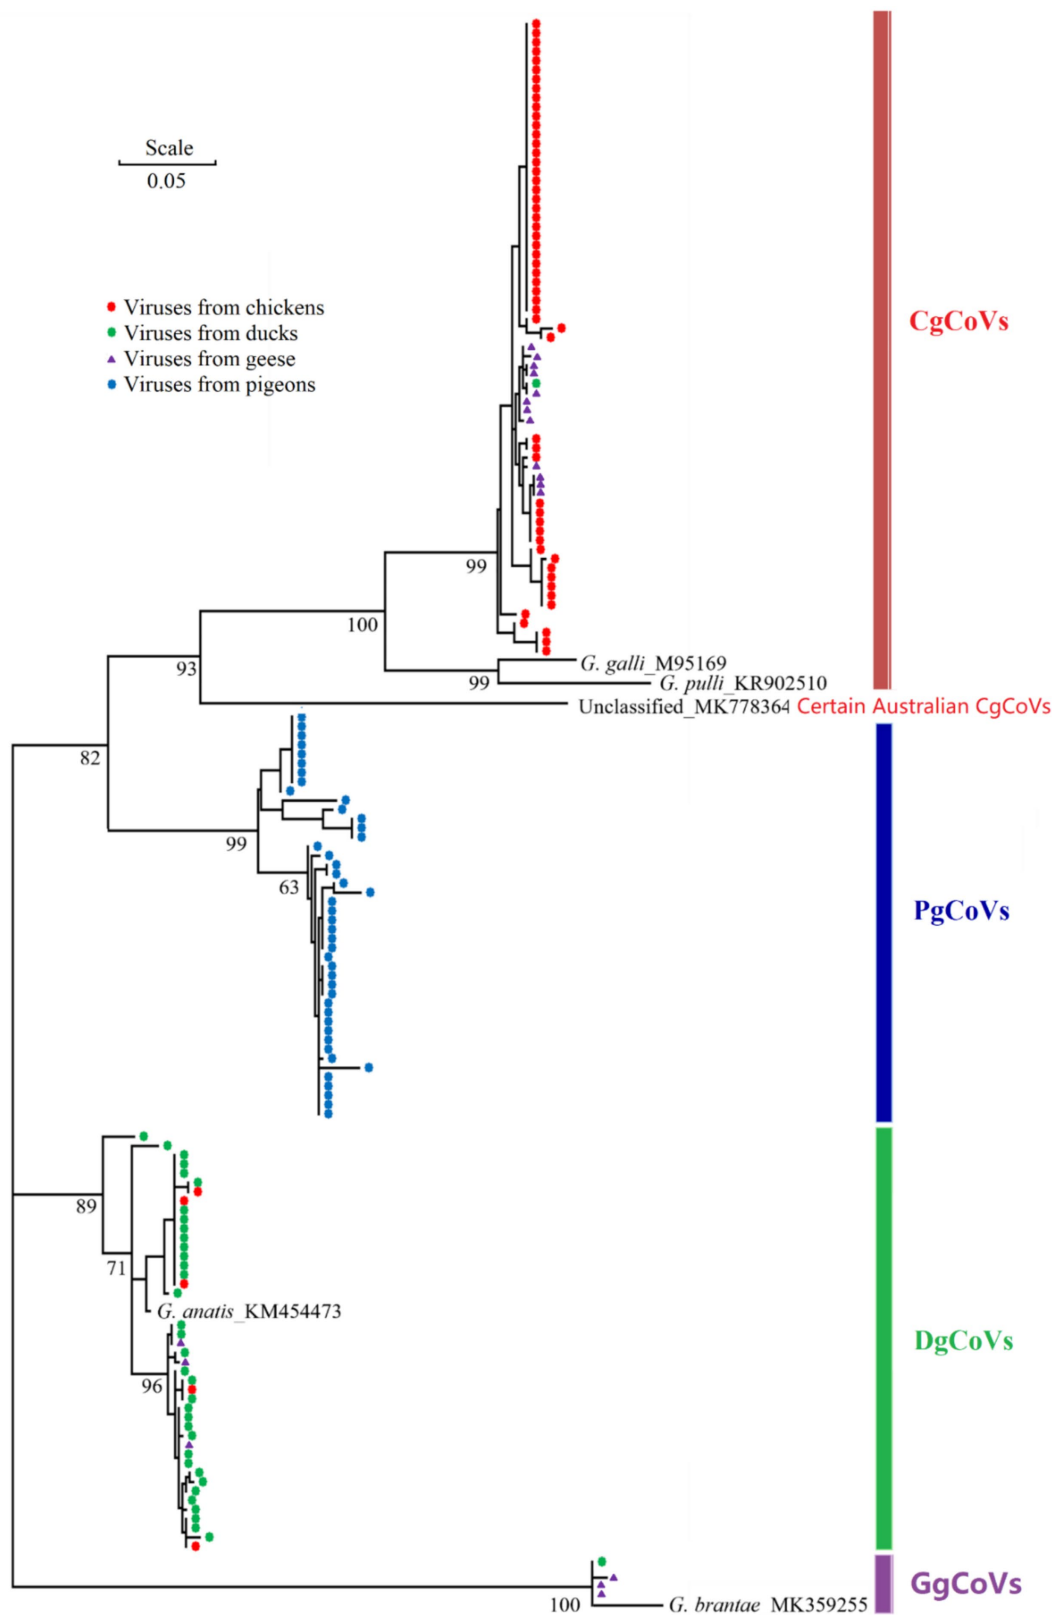 Scale
0.05
Viruses from chickens
Viruses from ducks
Viruses from geese
Viruses from pigeons
CgCoVs
99
100
93
99
G. galli_M95169
G. pulli_KR902510
Unclassified_MK778364 Certain Australian CgCoVs
82
99
63
PgCoVs
89
71
G. anatis_KM454473
96
DgCoVs
100
G. brantae_MK359255
GgCoVs